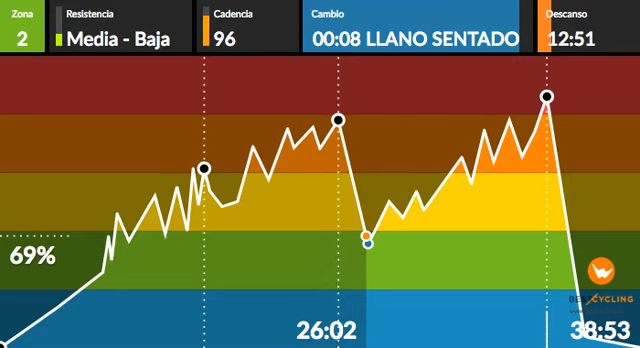 Zona
2
Resistencia
Media - Baja
Cadencia
96
Cambio
00:08 LLANO SENTADO
Descanso
12:51
69%
BESTCYCLING
26:02
38:53